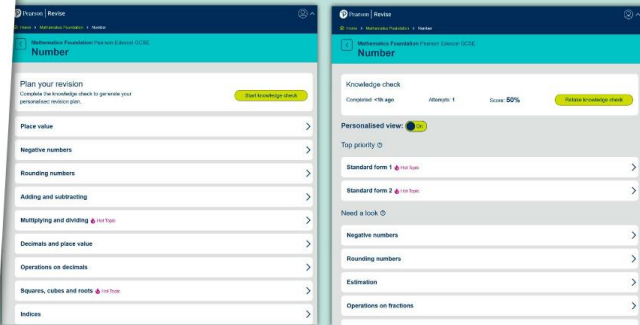 Pearson Revise
Home > Mathematics Foundation > Number
Mathematics Foundation Pearson Edexcel GCSE
Number
Plan your revision
Complete the knowledge check to generate your
personalised revision plan.
Start knowledge check
Place value
Negative numbers
Rounding numbers
Adding and subtracting
Multiplying and dividing Hot Topic
Decimals and place value
Operations on decimals
Squares, cubes and roots Hot Topic
Indices
Pearson Revise
Home > Mathematics Foundation > Number
Mathematics Foundation Pearson Edexcel GCSE
Number
Knowledge check
Completed: <1h ago Attempts: 1 Score: 50% Retake knowledge check
Personalised view: On
Top priority
Standard form 1 Hot Topic
Standard form 2 Hot Topic
Need a look
Negative numbers
Rounding numbers
Estimation
Operations on fractions